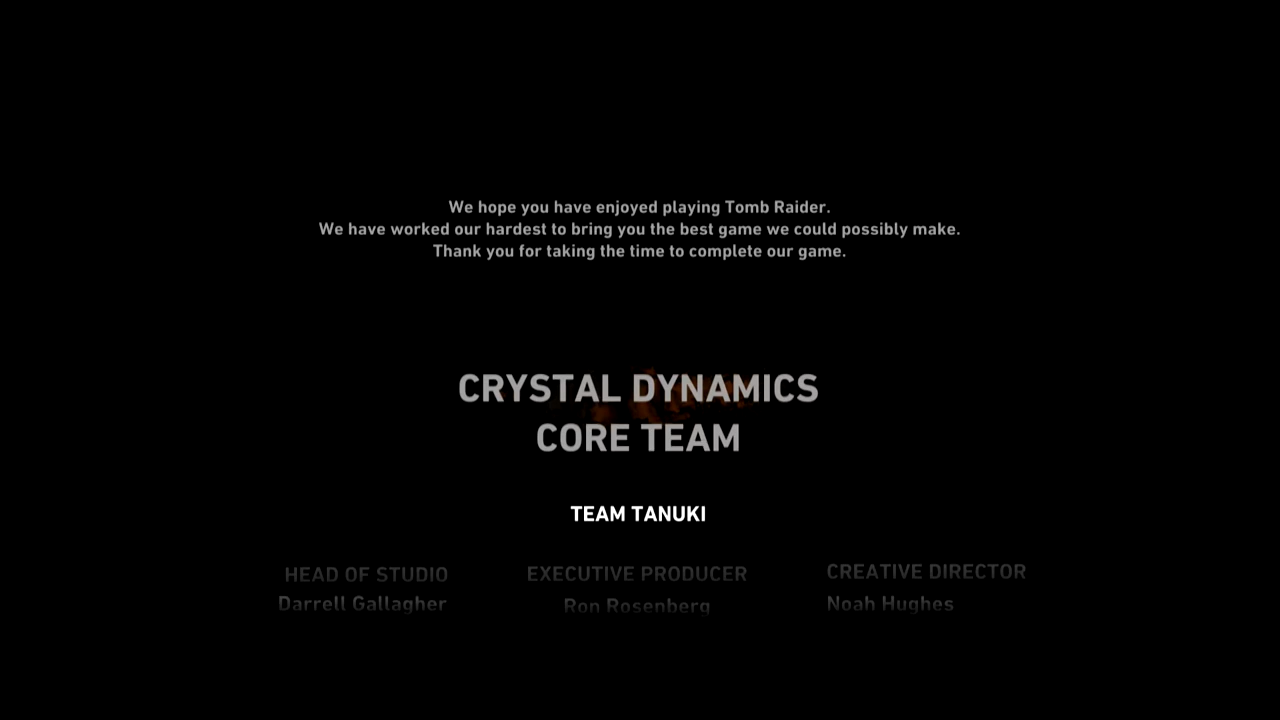 We hope you have enjoyed playing Tomb Raider.
We have worked our hardest to bring you the best game we could possibly make.
Thank you for taking the time to complete our game.
CRYSTAL DYNAMICS
CORE TEAM
TEAM TANUKI
HEAD OF STUDIO
Darrell Gallagher
EXECUTIVE PRODUCER
Ron Rosenberg
CREATIVE DIRECTOR
Noah Hughes